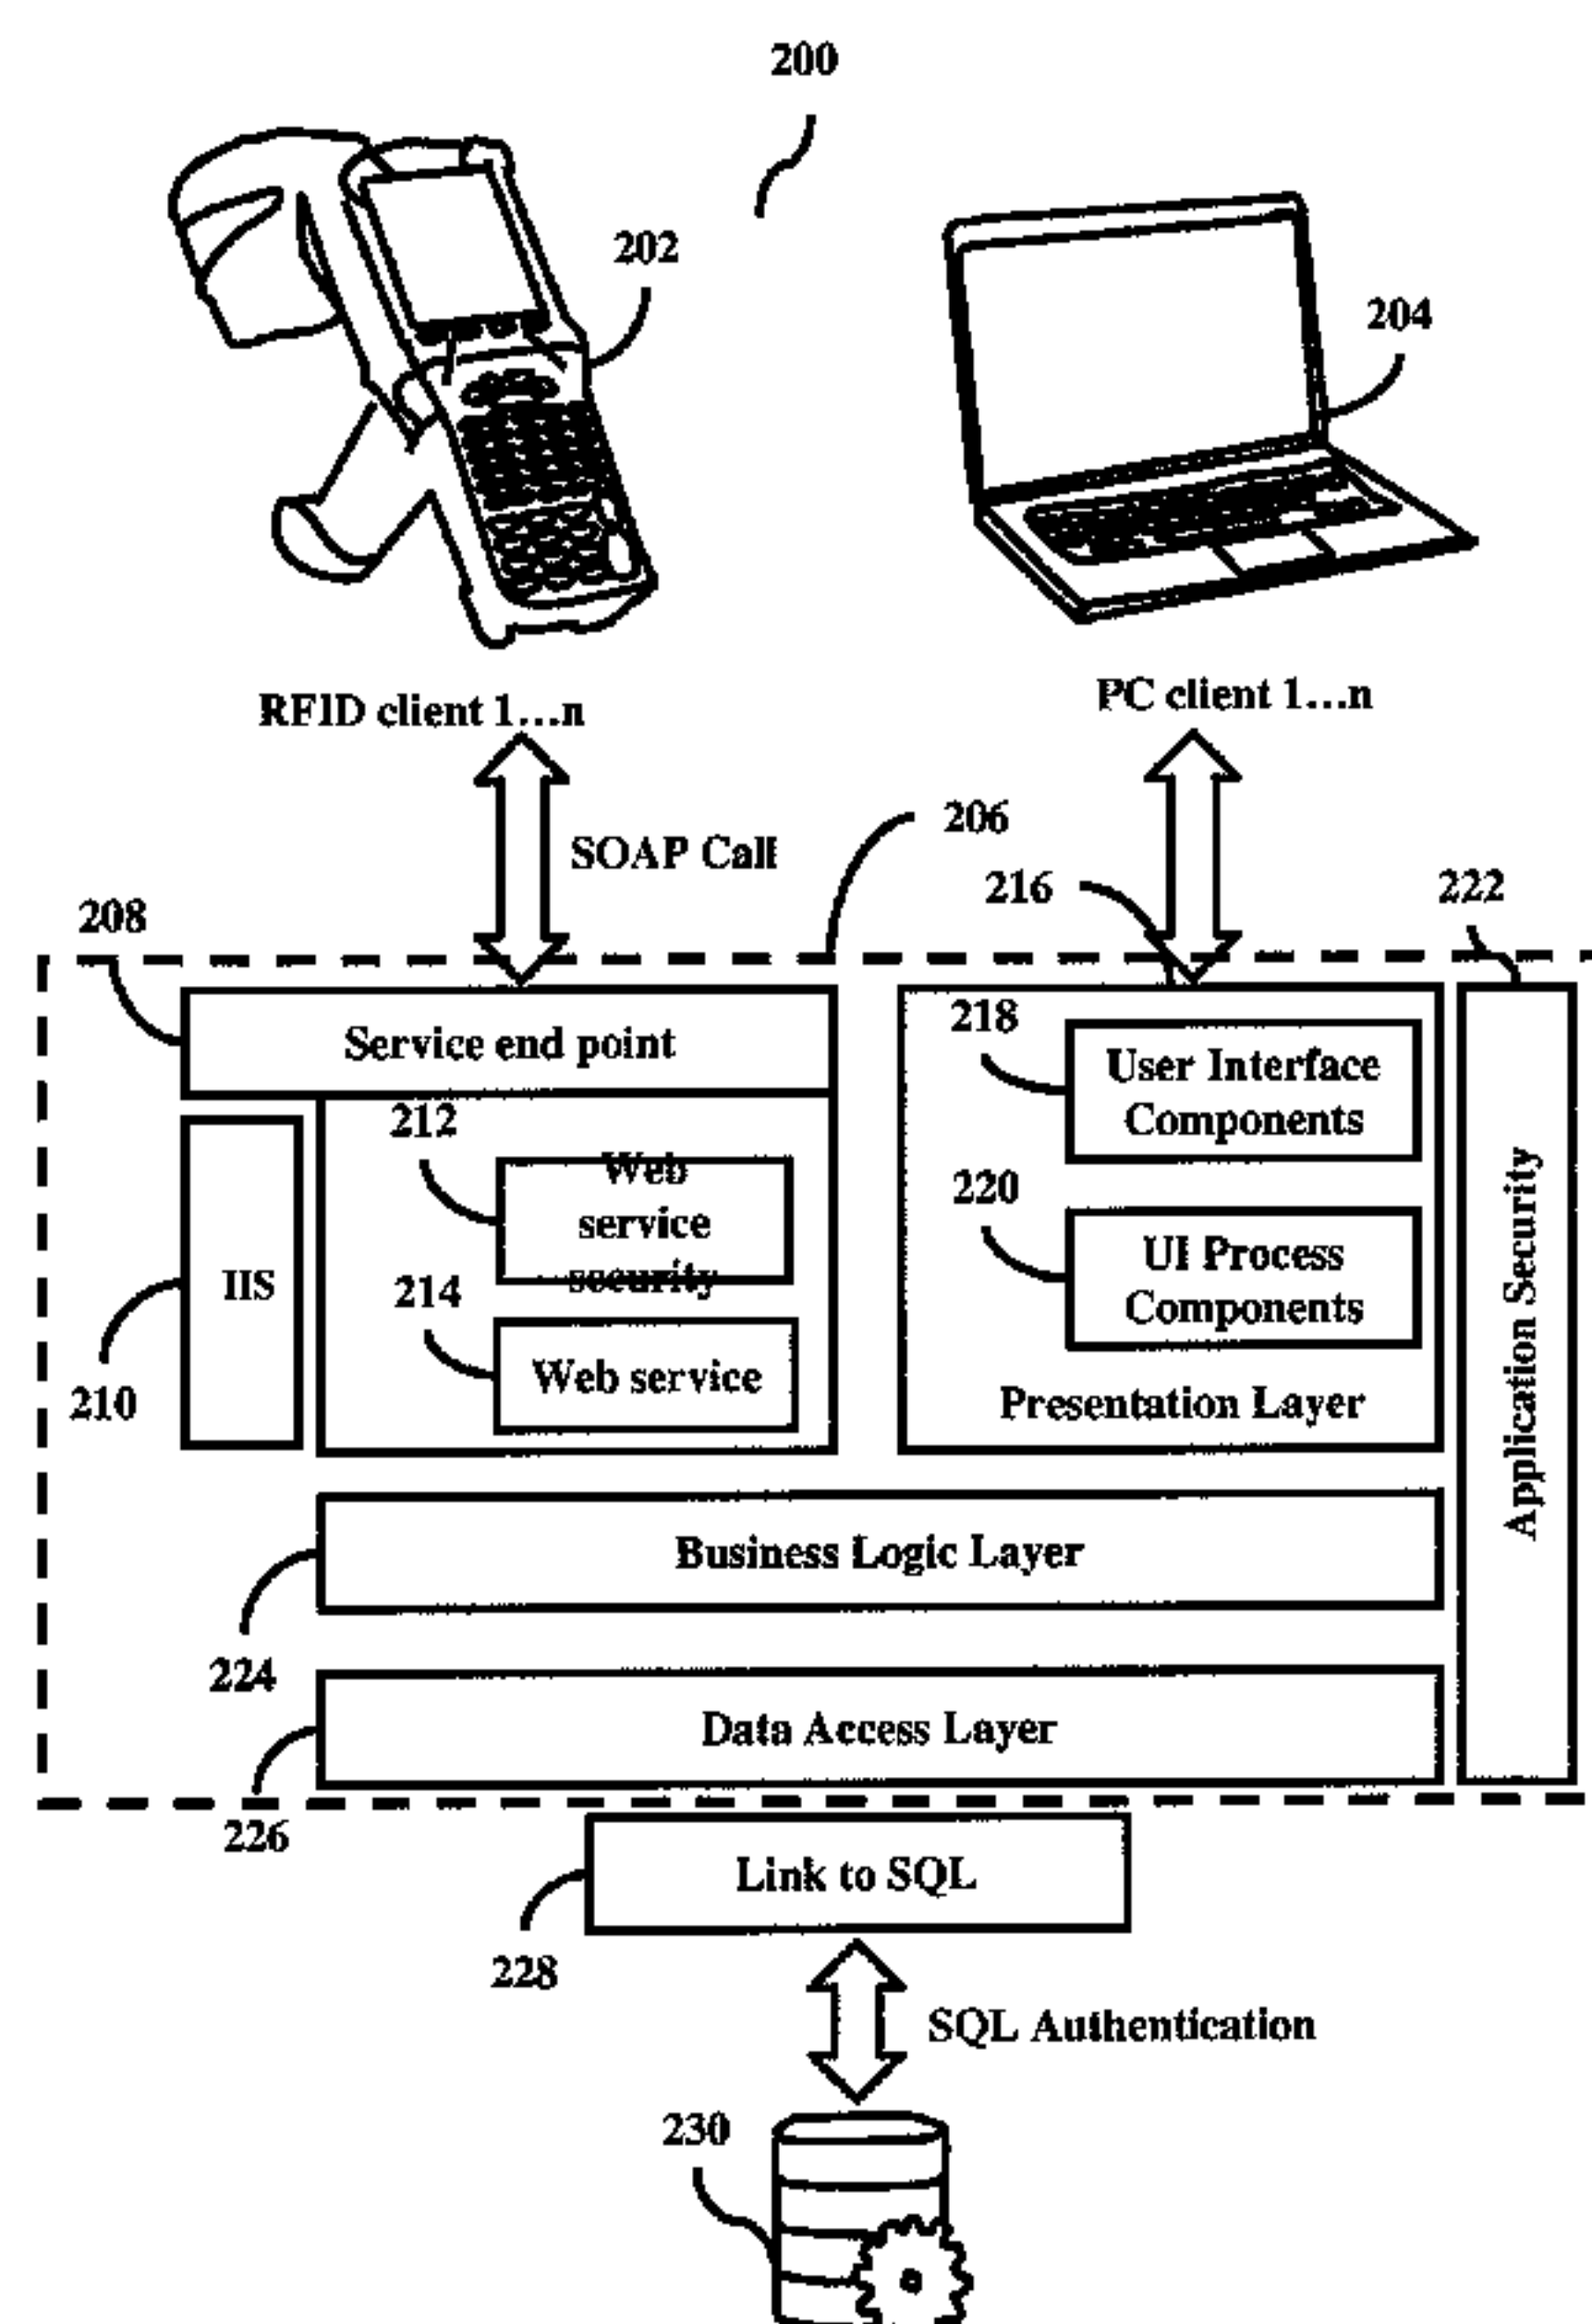 200
202
204
RFID client 1...n
PC client 1...n
206
SOAP Call
216
222
208
Service end point
218
User Interface
Components
212
Web
service
security
220
UI Process
Components
IIS
214
Web service
210
Presentation Layer
Application Security
Business Logic Layer
224
Data Access Layer
226
Link to SQL
228
SQL Authentication
230